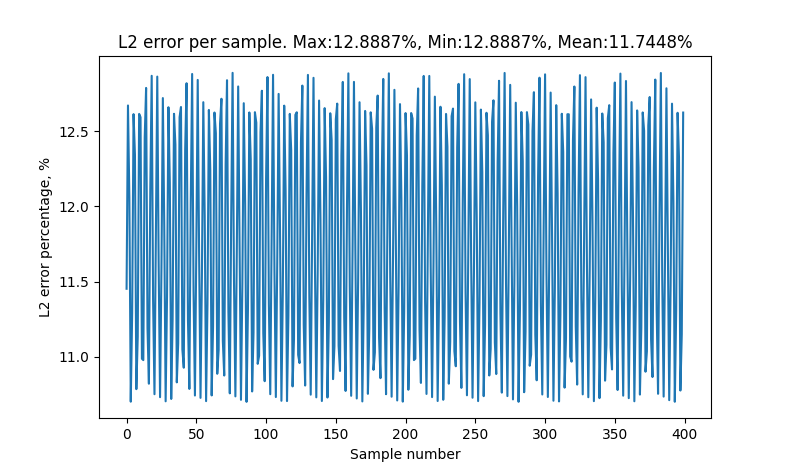 L2 error per sample. Max:12.8887%, Min:12.8887%, Mean:11.7448%
L2 error percentage, %
12.5
12.0
11.5
11.0
0 50 100 150 200 250 300 350 400
Sample number